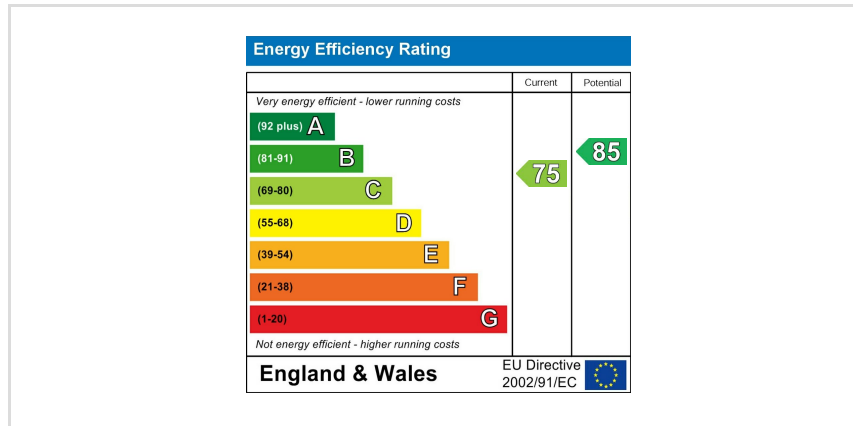 Energy Efficiency Rating
Current Potential
Very energy efficient - lower running costs
(92 plus) A
(81-91) B
(69-80) C
(55-68) D
(39-54) E
(21-38) F
(1-20) G
75
85
Not energy efficient - higher running costs
England & Wales
EU Directive
2002/91/EC